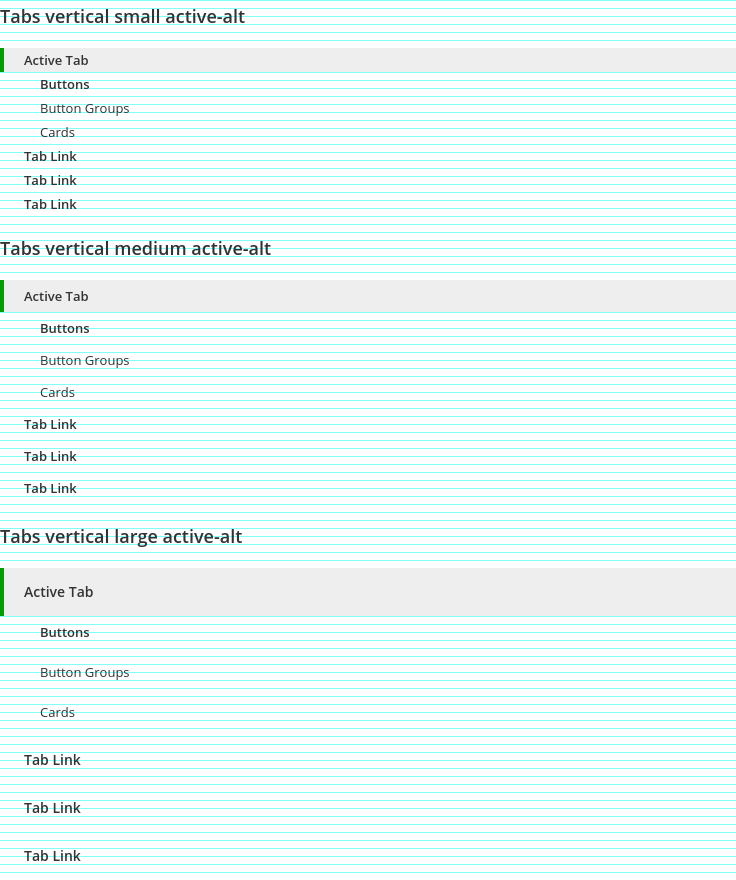 Tabs vertical small active-alt
Active Tab
Buttons
Button Groups
Cards
Tab Link
Tab Link
Tab Link
Tabs vertical medium active-alt
Active Tab
Buttons
Button Groups
Cards
Tab Link
Tab Link
Tab Link
Tabs vertical large active-alt
Active Tab
Buttons
Button Groups
Cards
Tab Link
Tab Link
Tab Link